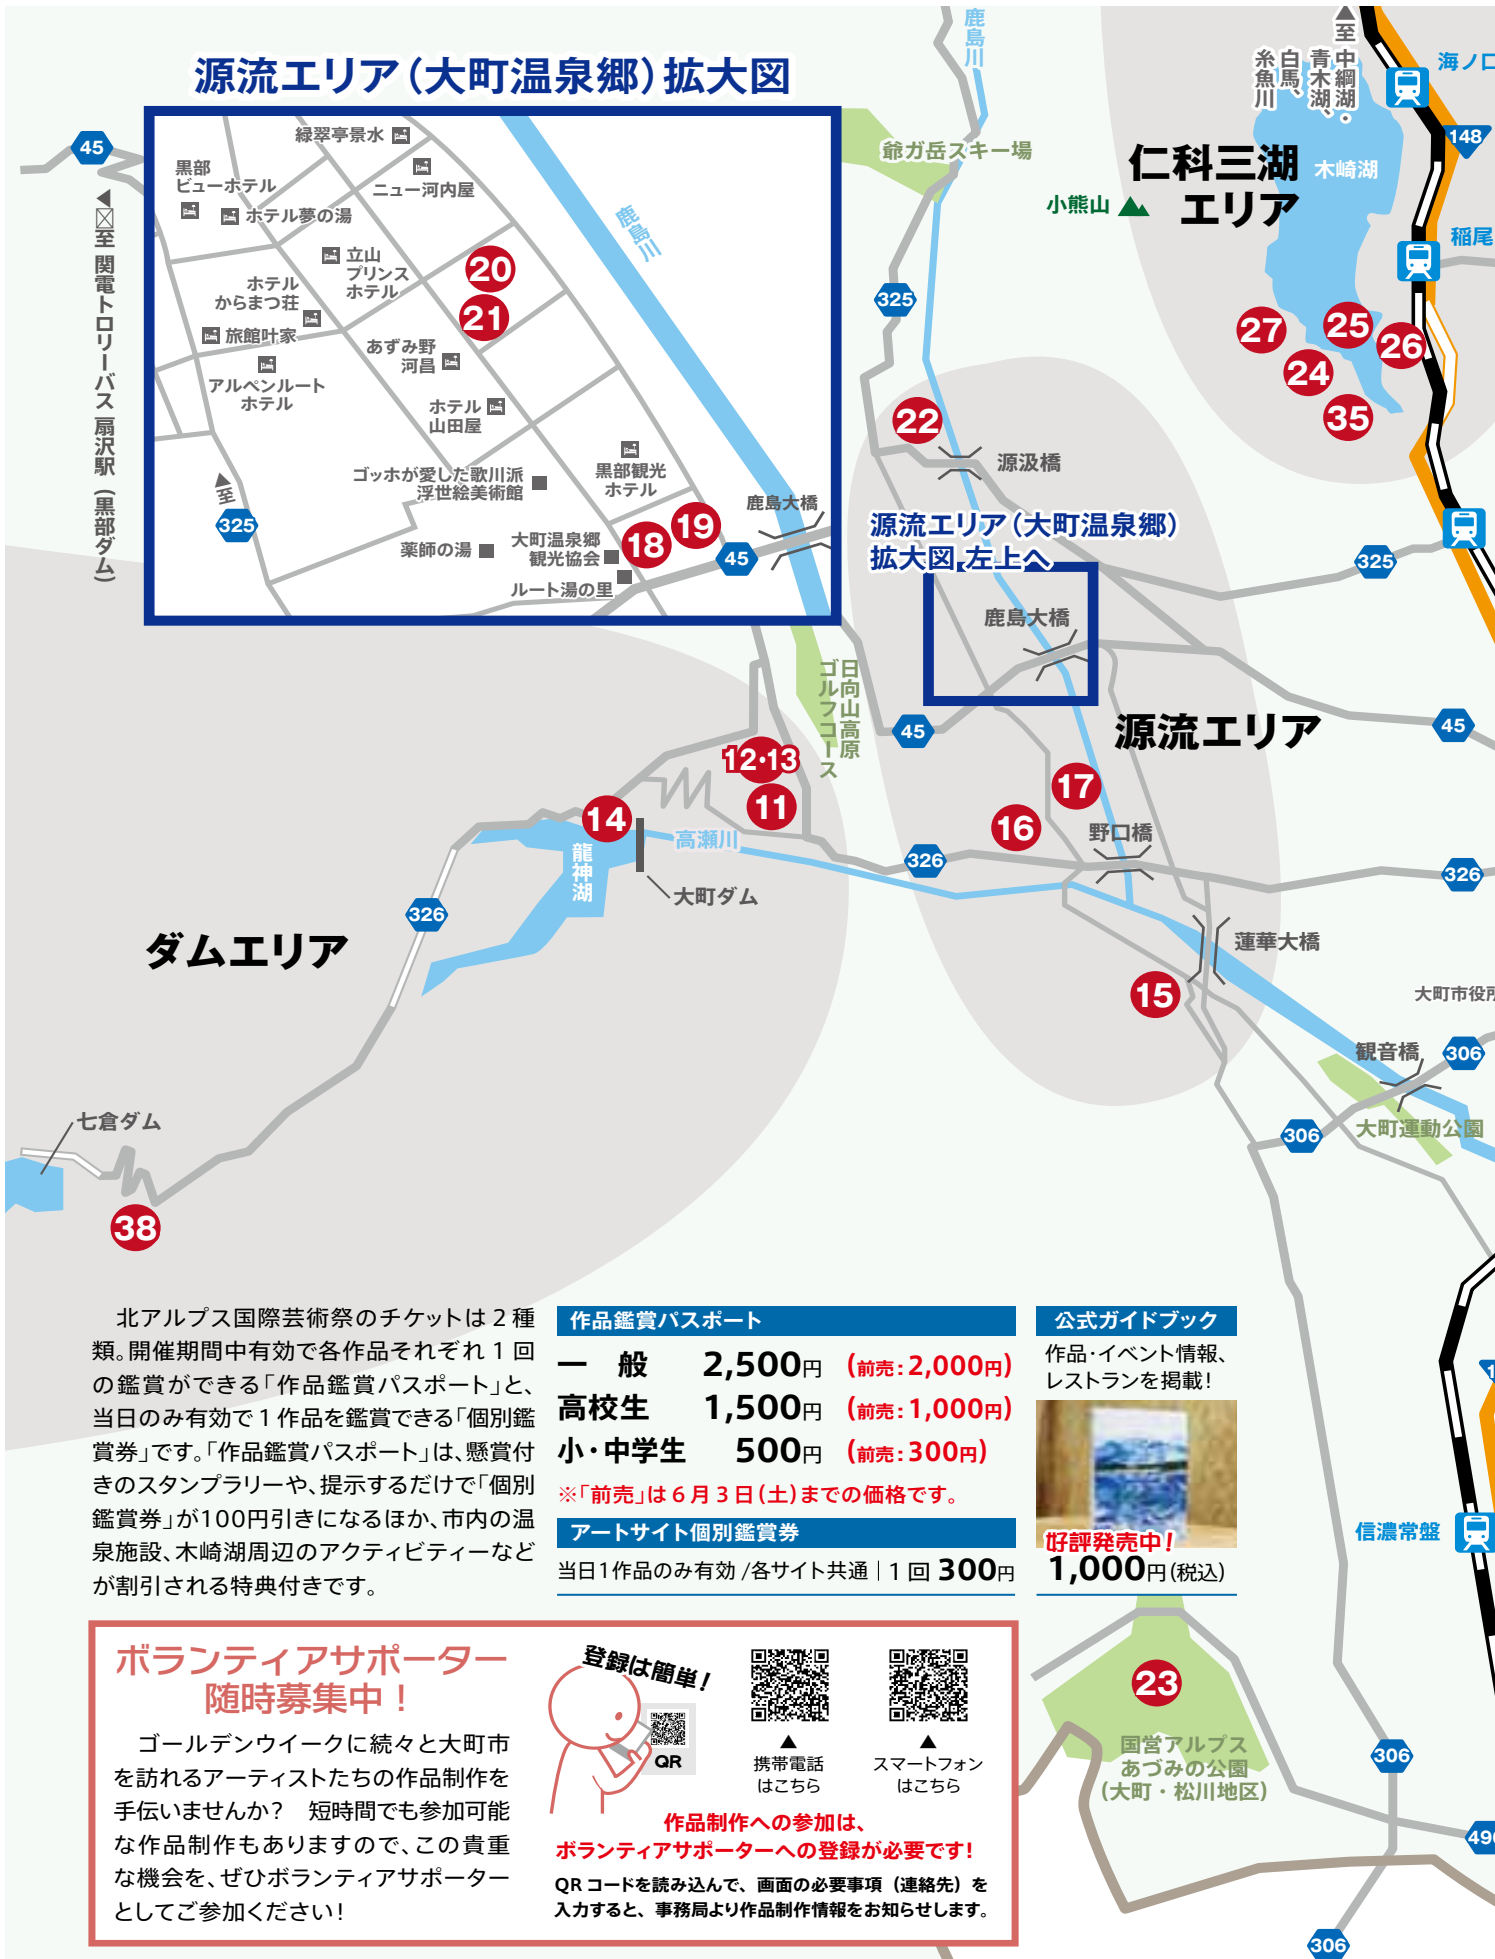 源流エリア（大町温泉郷）拡大図
45
◀至 関電トロリーバス 扇沢駅（黒部ダム）
緑翠亭景水
黒部
ビューホテル
ニュー河内屋
ホテル夢の湯
鹿島川
立山
プリンス
ホテル
20
ホテル
からまつ荘
21
旅館叶家
あずみ野
河昌
アルペンルート
ホテル
ホテル
山田屋
ゴッホが愛した歌川派
浮世絵美術館
黒部観光
ホテル
▲至
325
鹿島大橋
19
18
薬師の湯
大町温泉郷
観光協会
45
ルート湯の里
鹿島川
爺ガ岳スキー場
▲至
中綱湖・
青木湖、
白馬、
糸魚川
海ノ口
148
仁科三湖
エリア
木崎湖
小熊山
稲尾
325
27
25
26
24
35
22
源汲橋
源流エリア（大町温泉郷）
拡大図 左上へ
325
鹿島大橋
日向山高原
ゴルフコース
45
源流エリア
45
12・13
11
14
17
16
野口橋
高瀬川
龍神湖
大町ダム
326
326
326
ダムエリア
蓮華大橋
15
大町市役所
観音橋
306
306
大町運動公園
七倉ダム
38
北アルプス国際芸術祭のチケットは２種
類。開催期間中有効で各作品それぞれ１回
の鑑賞ができる「作品鑑賞パスポート」と、
当日のみ有効で１作品を鑑賞できる「個別鑑
賞券」です。「作品鑑賞パスポート」は、懸賞付
きのスタンプラリーや、提示するだけで「個別
鑑賞券」が100円引きになるほか、市内の温
泉施設、木崎湖周辺のアクティビティーなど
が割引される特典付きです。
作品鑑賞パスポート
一　般　2,500円　（前売：2,000円）
高校生　1,500円　（前売：1,000円）
小・中学生　500円　（前売：300円）
※「前売」は６月３日（土）までの価格です。
アートサイト個別鑑賞券
当日1作品のみ有効 /各サイト共通｜1 回 300円
公式ガイドブック
作品・イベント情報、
レストランを掲載！
好評発売中！
1,000円（税込）
信濃常盤
ボランティアサポーター
随時募集中！
ゴールデンウイークに続々と大町市
を訪れるアーティストたちの作品制作を
手伝いませんか？　短時間でも参加可能
な作品制作もありますので、この貴重
な機会を、ぜひボランティアサポーター
としてご参加ください！
登録は簡単！
QR
▲
携帯電話
はこちら
▲
スマートフォン
はこちら
作品制作への参加は、
ボランティアサポーターへの登録が必要です！
QR コードを読み込んで、画面の必要事項（連絡先）を
入力すると、事務局より作品制作情報をお知らせします。
23
国営アルプス
あづみの公園
（大町・松川地区）
306
306